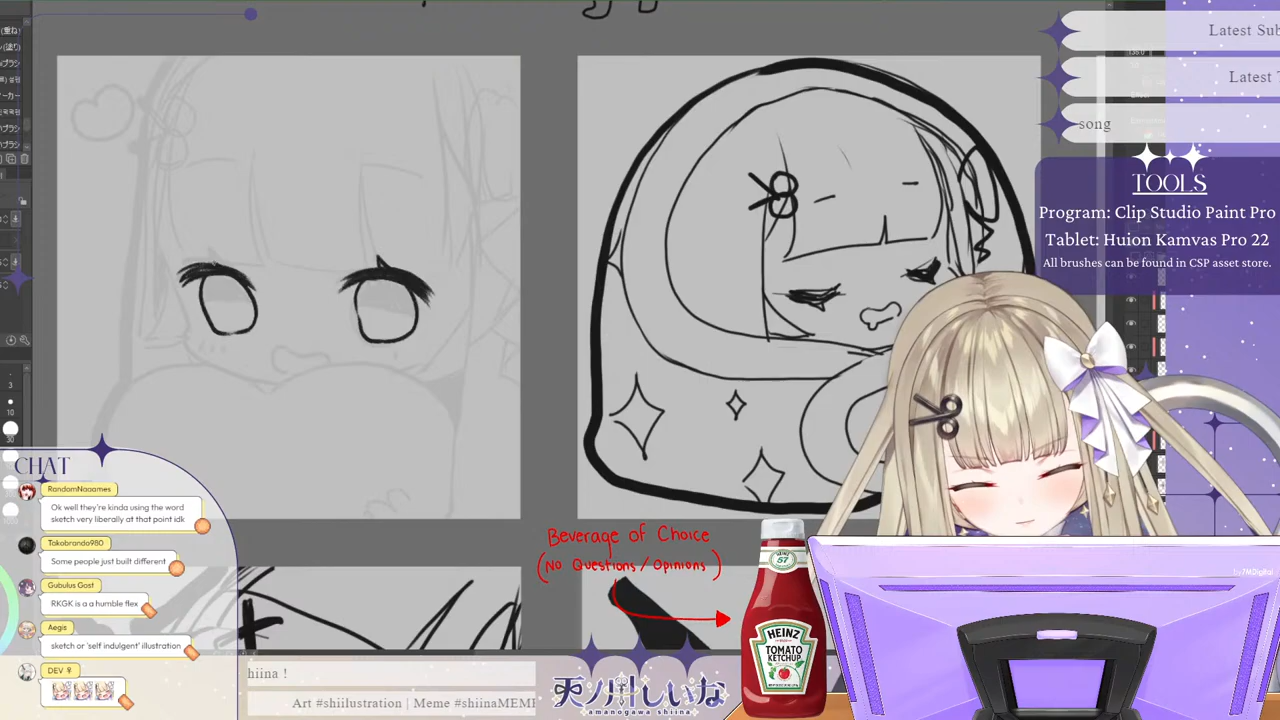 Latest Sub
Latest T
song
TOOLS
Program: Clip Studio Paint Pro
Tablet: Huion Kamvas Pro 22
All brushes can be found in CSP asset store.
CHAT
RandomNaaames
Ok well they're kinda using the word
sketch very liberally at that point idk
Takobrando980
Some people just built different
Gubulus Gost
RKGK is a a humble flex
Aegis
sketch or 'self indulgent' illustration
DEV
Beverage of Choice
(No Questions/Opinions)
57
HEINZ
TOMATO
KETCHUP
hiina !
Art #shiilustration | Meme #shiinaMEME
天ノ川しいな
amanogawa shiina
3
10
30